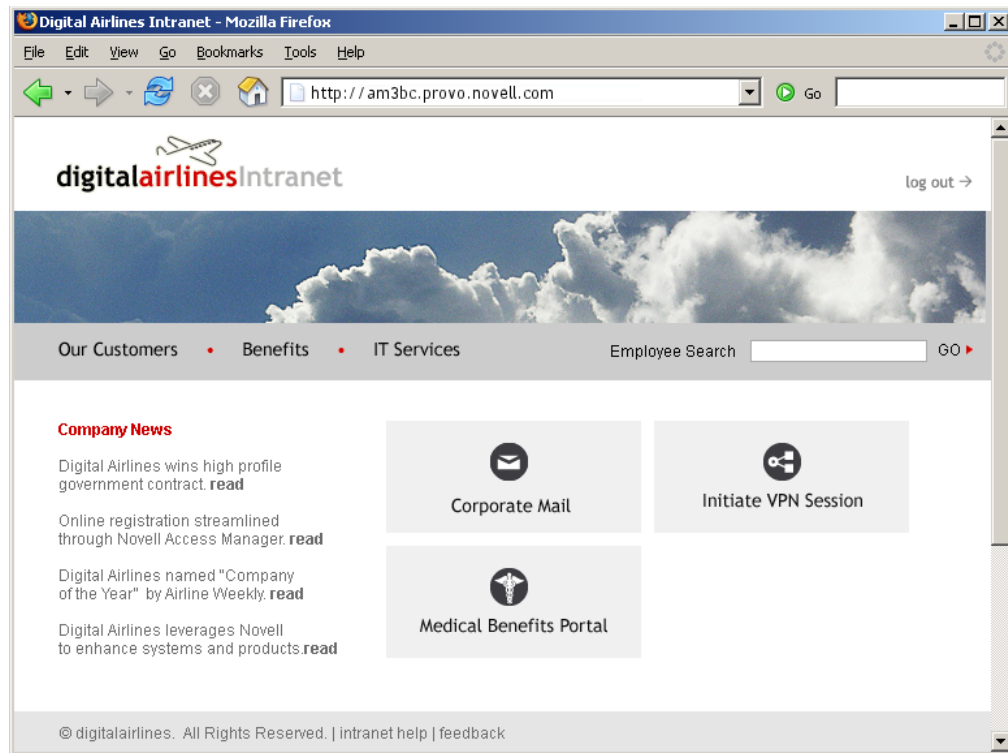 Digital Airlines Intranet - Mozilla Firefox
File Edit View Go Bookmarks Tools Help
http://am3bc.provo.novell.com Go
digitalairlinesIntranet
log out →
Our Customers • Benefits • IT Services Employee Search GO
Company News
Digital Airlines wins high profile
government contract. read
Online registration streamlined
through Novell Access Manager. read
Digital Airlines named "Company
of the Year" by Airline Weekly. read
Digital Airlines leverages Novell
to enhance systems and products.read
Corporate Mail
Initiate VPN Session
Medical Benefits Portal
© digitalairlines. All Rights Reserved. | intranet help | feedback